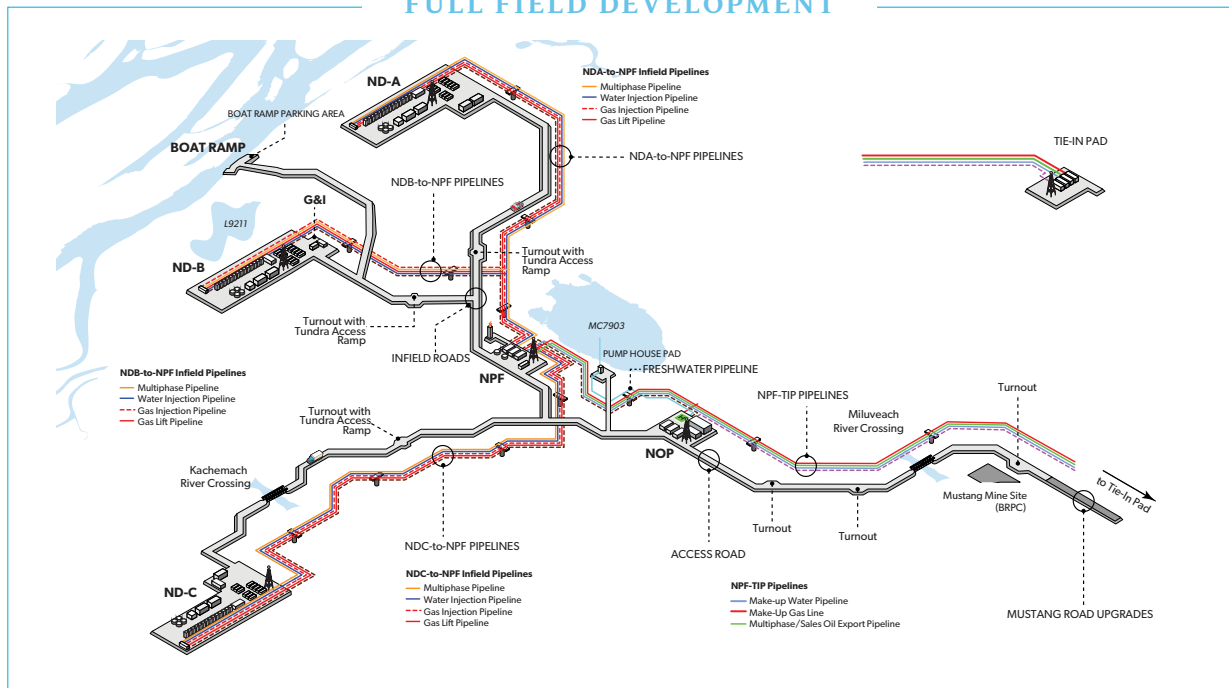 FULL FIELD DEVELOPMENT
ND-A
NDA-to-NPF Infield Pipelines
Multiphase Pipeline
Water Injection Pipeline
Gas Injection Pipeline
Gas Lift Pipeline
BOAT RAMP PARKING AREA
BOAT RAMP
NDA-to-NPF PIPELINES
TIE-IN PAD
NDB-to-NPF PIPELINES
G&I
L9211
ND-B
Turnout with
Tundra Access
Ramp
Turnout with
Tundra Access
Ramp
INFIELD ROADS
MC7903
PUMP HOUSE PAD
FRESHWATER PIPELINE
NPF
NDB-to-NPF Infield Pipelines
Multiphase Pipeline
Water Injection Pipeline
Gas Injection Pipeline
Gas Lift Pipeline
NPF-TIP PIPELINES
Turnout
Miluveach
River Crossing
Turnout with
Tundra Access
Ramp
NOP
Kachemach
River Crossing
to Tie-In Pad
Mustang Mine Site
(BRPC)
Turnout
Turnout
NDC-to-NPF PIPELINES
ACCESS ROAD
ND-C
NDC-to-NPF Infield Pipelines
Multiphase Pipeline
Water Injection Pipeline
Gas Injection Pipeline
Gas Lift Pipeline
NPF-TIP Pipelines
Make-up Water Pipeline
Make-Up Gas Line
Multiphase/Sales Oil Export Pipeline
MUSTANG ROAD UPGRADES